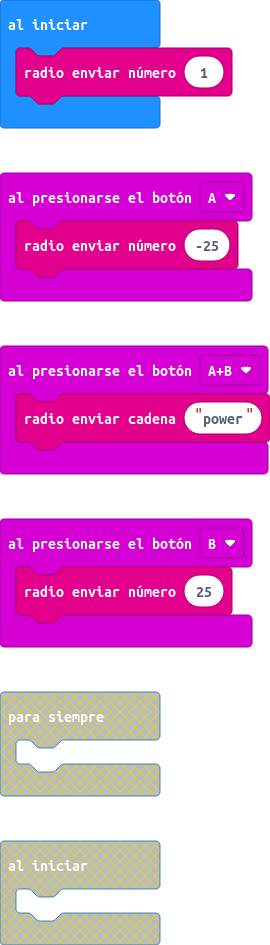 al iniciar
radio enviar número 1
al presionarse el botón A
radio enviar número -25
al presionarse el botón A+B
radio enviar cadena "power"
al presionarse el botón B
radio enviar número 25
para siempre
al iniciar